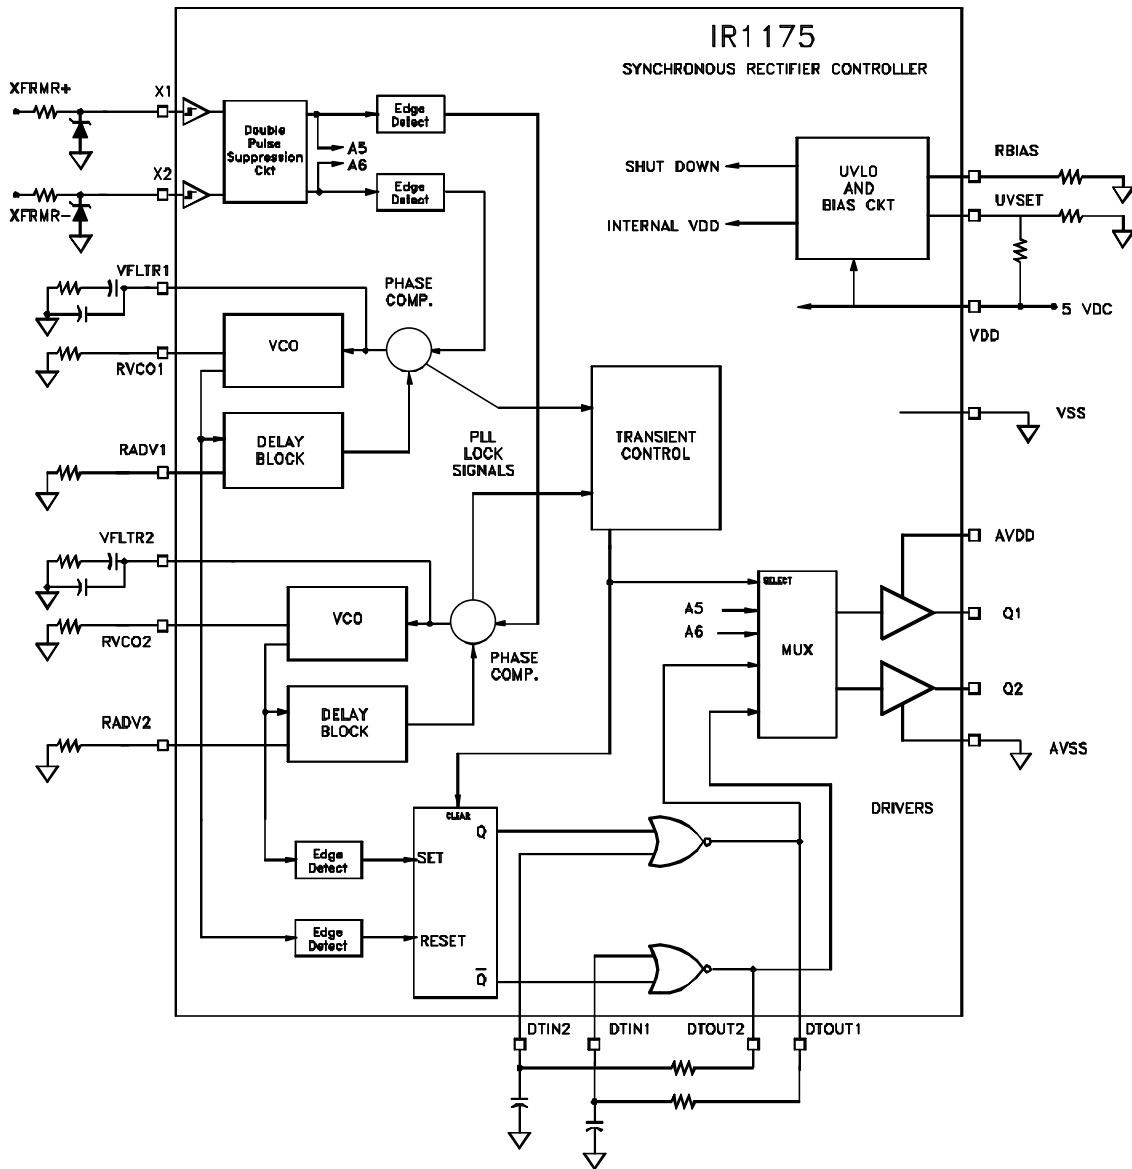 IR1175
SYNCHRONOUS RECTIFIER CONTROLLER
XFRMR+
X1
Double
Pulse
Suppression
Ckt
Edge
Detect
A5
A6
X2
XFRMR-
Edge
Detect
SHUT DOWN
INTERNAL VDD
UVLO
AND
BIAS CKT
RBIAS
UVSET
5 VDC
VDD
VFLTR1
PHASE
COMP.
VCO
RVCO1
DELAY
BLOCK
RADV1
PLL
LOCK
SIGNALS
TRANSIENT
CONTROL
VSS
VFLTR2
VCO
RVCO2
PHASE
COMP.
DELAY
BLOCK
RADV2
SELECT
A5
A6
MUX
AVDD
Q1
Q2
AVSS
DRIVERS
CLEAR
Q
SET
RESET
Q̅
Edge
Detect
Edge
Detect
DTIN2
DTIN1
DTOUT2
DTOUT1